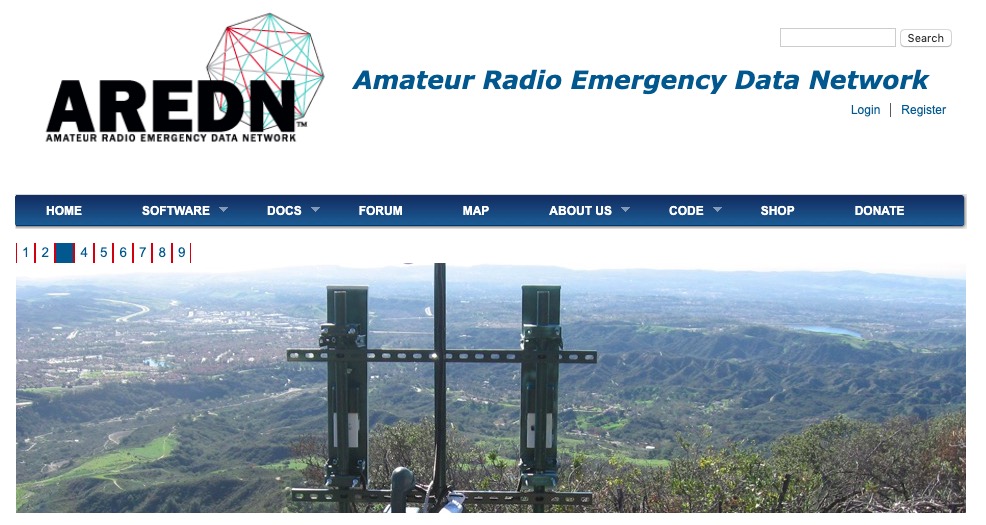 AREDN™
AMATEUR RADIO EMERGENCY DATA NETWORK
Search
Amateur Radio Emergency Data Network
Login | Register
HOME SOFTWARE DOCS FORUM MAP ABOUT US CODE SHOP DONATE
1 2 4 5 6 7 8 9